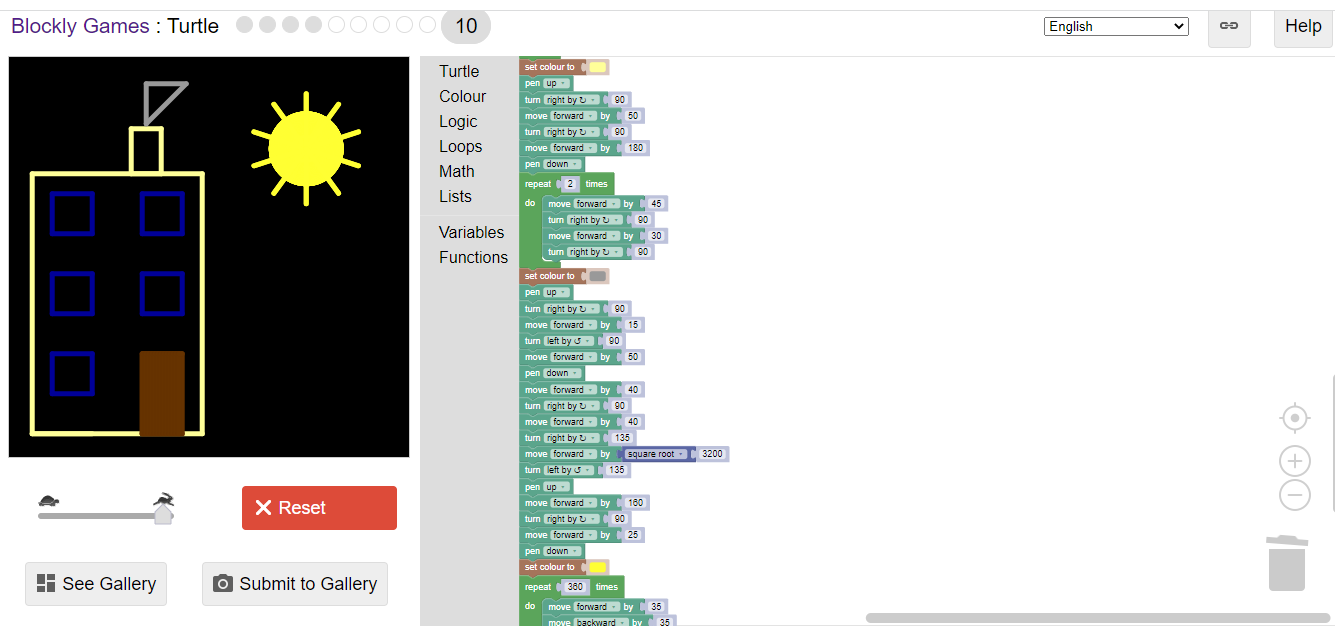 Blockly Games : Turtle 10 English Help
Turtle
Colour
Logic
Loops
Math
Lists
Variables
Functions
set colour to
pen up
turn right by ↻ 90
move forward by 50
turn right by ↻ 90
move forward by 180
pen down
repeat 2 times
do move forward by 45
turn right by ↻ 90
move forward by 30
turn right by ↻ 90
set colour to
pen up
turn right by ↻ 90
move forward by 15
turn left by ↺ 90
move forward by 50
pen down
move forward by 40
turn right by ↻ 90
move forward by 40
turn right by ↻ 135
move forward by square root 3200
turn left by ↺ 135
pen up
move forward by 160
turn right by ↻ 90
move forward by 25
pen down
set colour to
repeat 360 times
do move forward by 35
move backward by 35
Reset
See Gallery
Submit to Gallery